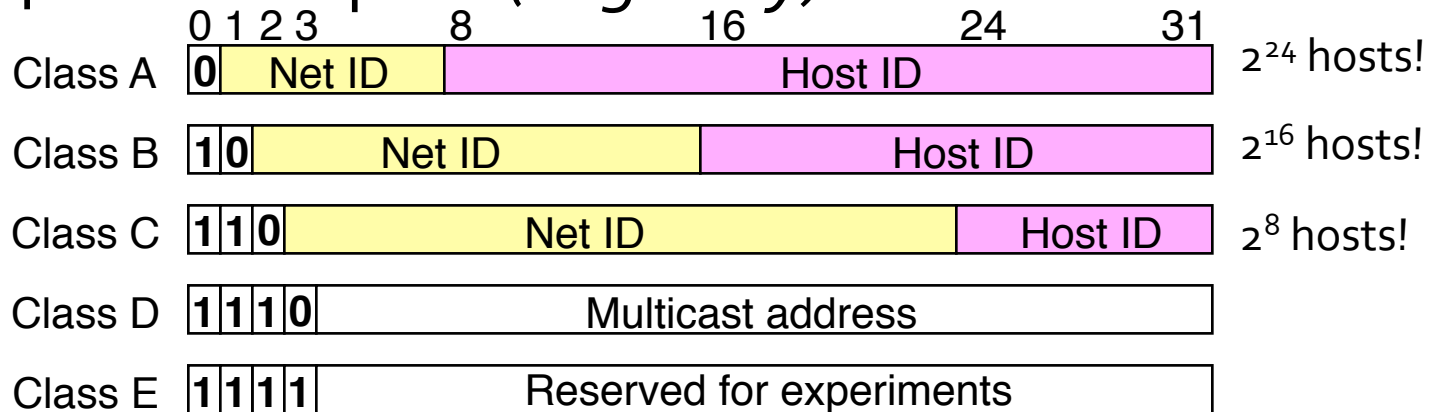 0 1 2 3 8 16 24 31
Class A 0 Net ID Host ID 2²⁴ hosts!
Class B 1 0 Net ID Host ID 2¹⁶ hosts!
Class C 1 1 0 Net ID Host ID 2⁸ hosts!
Class D 1 1 1 0 Multicast address
Class E 1 1 1 1 Reserved for experiments